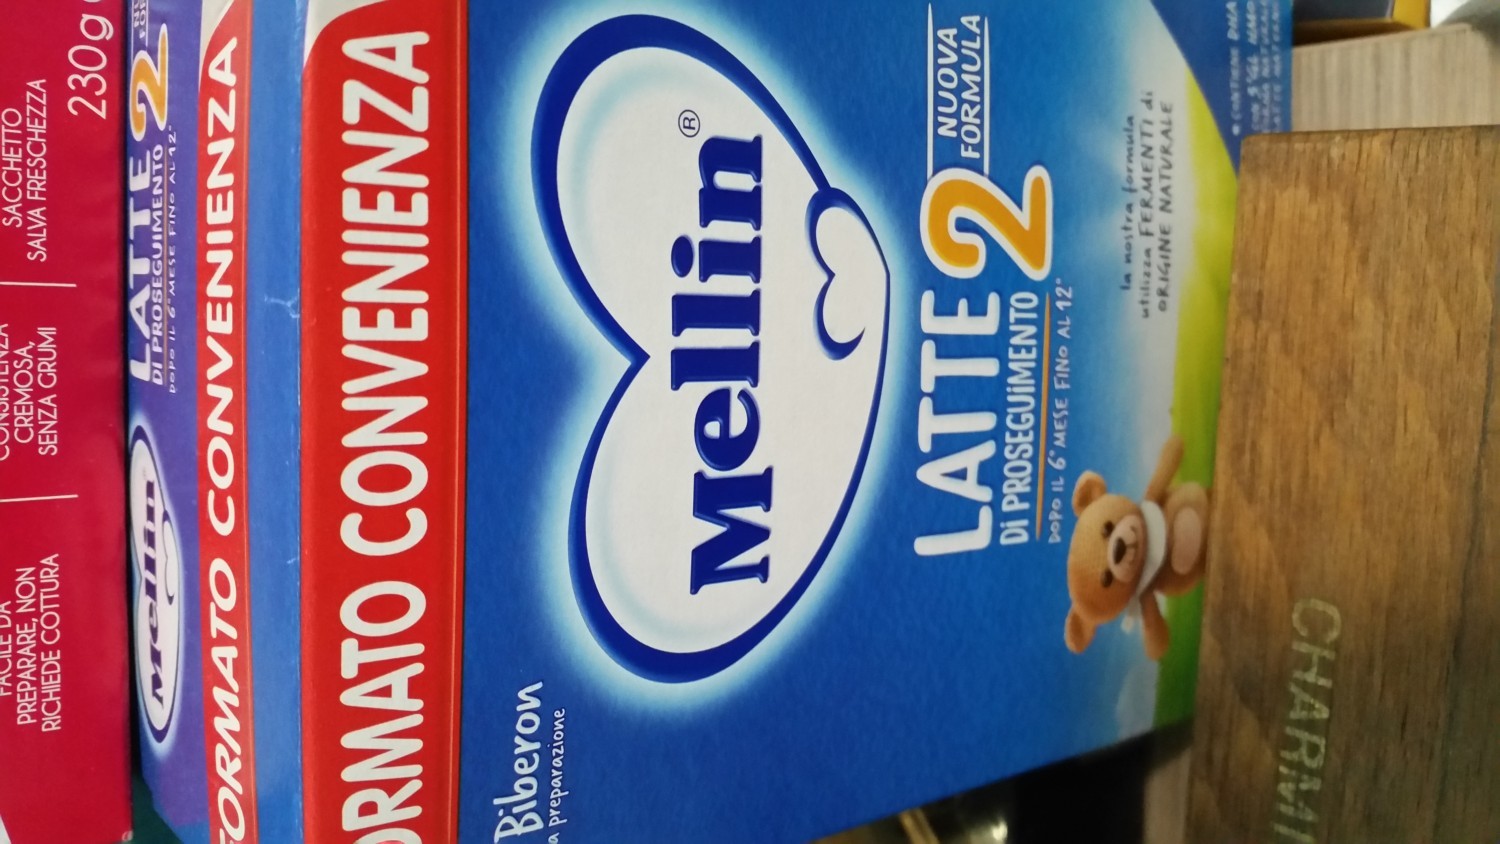 SACCHETTO
SALVA FRESCHEZZA
230g
CREMOSA,
SENZA GRUMI
FACILE DA
PREPARARE, NON
RICHIEDE COTTURA
Mellin
LATTE 2
DI PROSEGUIMENTO
DOPO IL 6° MESE FINO AL 12°
FORMATO CONVENIENZA
ORMATO CONVENIENZA
Biberon
a preparazione
Mellin®
LATTE 2
Di PROSEGUiMENTO
DOPO IL 6° MESE FINO AL 12°
NUOVA
FORMULA
la nostra formula
utilizza FERMENTI di
ORIGINE NATURALE
CHARM